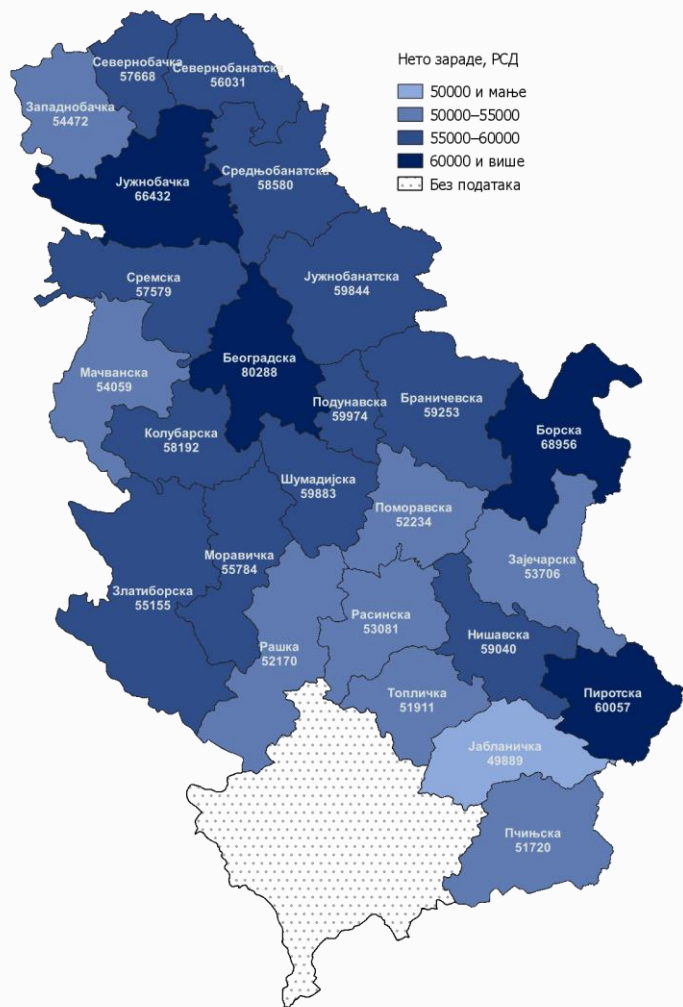 Нето зараде, РСД
50000 и мање
50000–55000
55000–60000
60000 и више
Без података
Севернобачка
57668
Севернобанатска
56031
Западнобачка
54472
Јужнобачка
66432
Средњобанатска
58580
Сремска
57579
Јужнобанатска
59844
Београдска
80288
Мачванска
54059
Подунавска
59974
Браничевска
59253
Борска
68956
Колубарска
58192
Шумадијска
59883
Поморавска
52234
Зајечарска
53706
Моравичка
55784
Златиборска
55155
Расинска
53081
Нишавска
59040
Рашка
52170
Топличка
51911
Пиротска
60057
Јабланичка
49889
Пчињска
51720